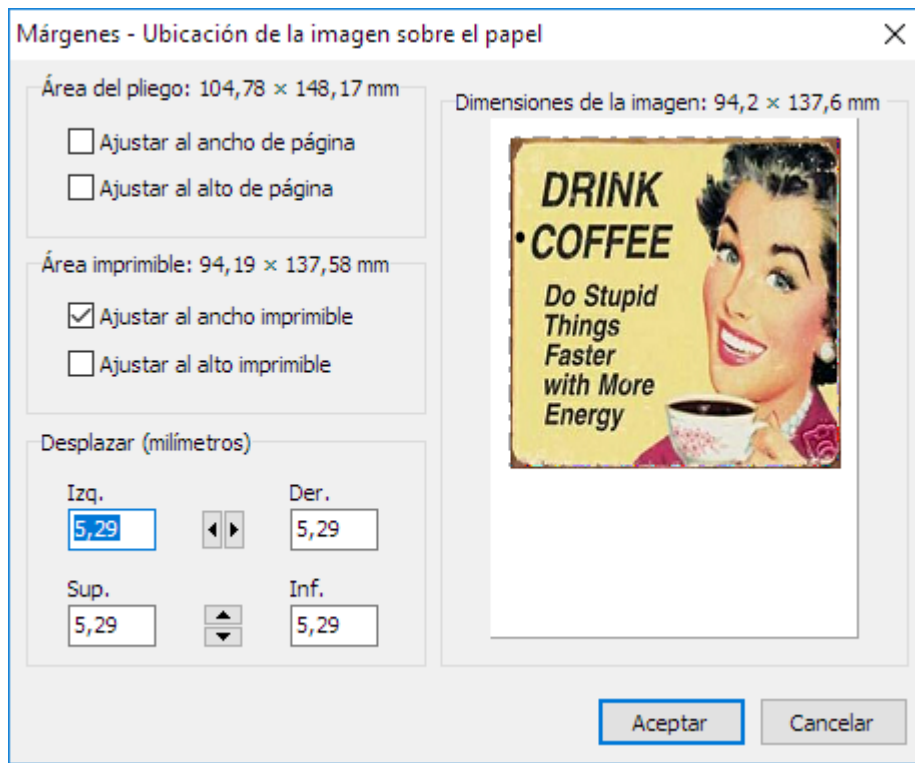 Márgenes - Ubicación de la imagen sobre el papel
Área del pliego: 104,78 × 148,17 mm
Ajustar al ancho de página
Ajustar al alto de página
Área imprimible: 94,19 × 137,58 mm
Ajustar al ancho imprimible
Ajustar al alto imprimible
Desplazar (milímetros)
Izq.
Der.
5,29
5,29
Sup.
Inf.
5,29
5,29
Dimensiones de la imagen: 94,2 × 137,6 mm
DRINK
COFFEE
Do Stupid
Things
Faster
with More
Energy
Aceptar
Cancelar